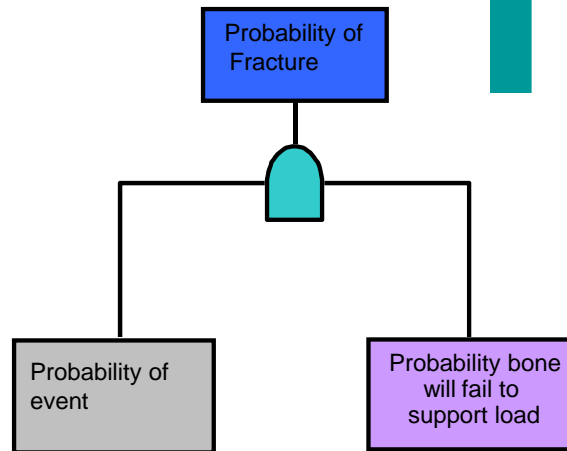 Probability of
Fracture
Probability of
event
Probability bone
will fail to
support load